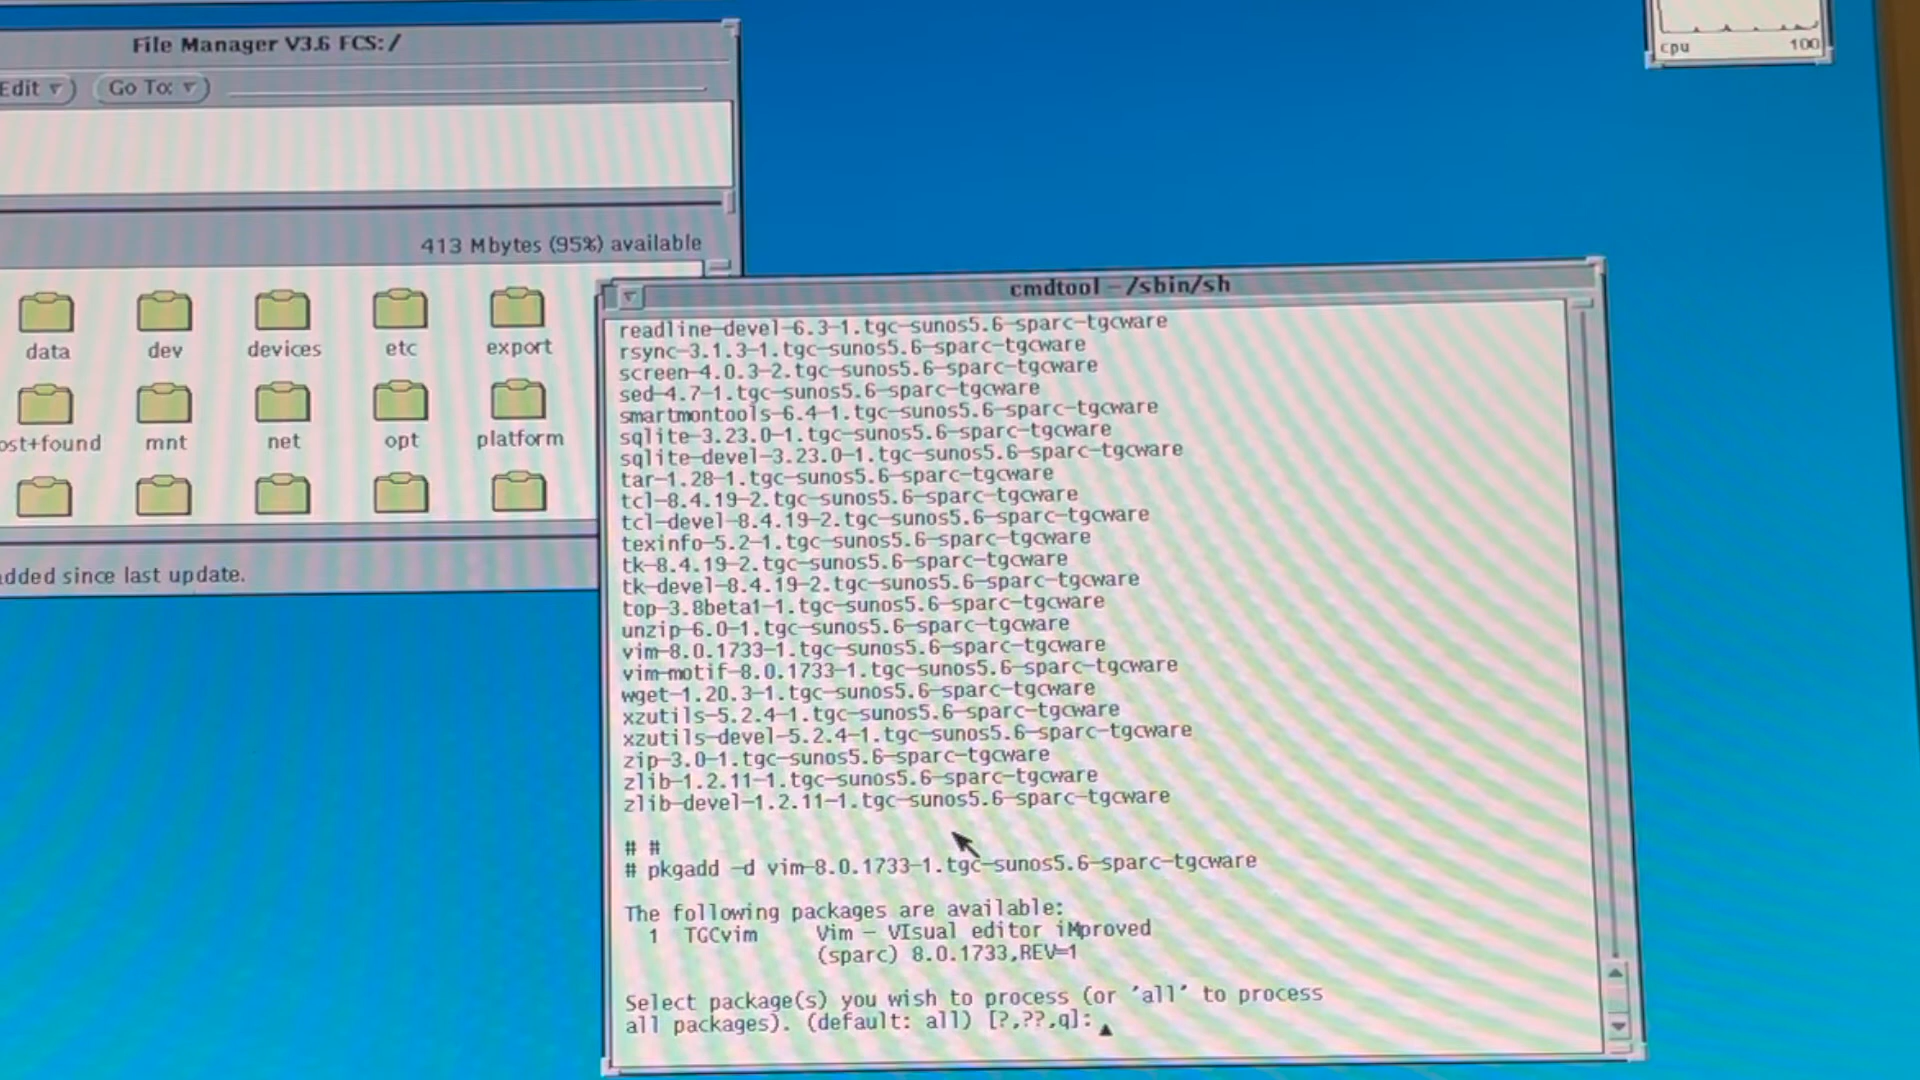 File Manager V3.6 FCS: /
Edit
Go To:
cpu 100
413 Mbytes (95%) available
data dev devices etc export
ost+found mnt net opt platform
added since last update.
cmdtool - /sbin/sh
readline-devel-6.3-1.tgc-sunos5.6-sparc-tgcware
rsync-3.1.3-1.tgc-sunos5.6-sparc-tgcware
screen-4.0.3-2.tgc-sunos5.6-sparc-tgcware
sed-4.7-1.tgc-sunos5.6-sparc-tgcware
smartmontools-6.4-1.tgc-sunos5.6-sparc-tgcware
sqlite-3.23.0-1.tgc-sunos5.6-sparc-tgcware
sqlite-devel-3.23.0-1.tgc-sunos5.6-sparc-tgcware
tar-1.28-1.tgc-sunos5.6-sparc-tgcware
tcl-8.4.19-2.tgc-sunos5.6-sparc-tgcware
tcl-devel-8.4.19-2.tgc-sunos5.6-sparc-tgcware
texinfo-5.2-1.tgc-sunos5.6-sparc-tgcware
tk-8.4.19-2.tgc-sunos5.6-sparc-tgcware
tk-devel-8.4.19-2.tgc-sunos5.6-sparc-tgcware
top-3.8beta1-1.tgc-sunos5.6-sparc-tgcware
unzip-6.0-1.tgc-sunos5.6-sparc-tgcware
vim-8.0.1733-1.tgc-sunos5.6-sparc-tgcware
vim-motif-8.0.1733-1.tgc-sunos5.6-sparc-tgcware
wget-1.20.3-1.tgc-sunos5.6-sparc-tgcware
xzutils-5.2.4-1.tgc-sunos5.6-sparc-tgcware
xzutils-devel-5.2.4-1.tgc-sunos5.6-sparc-tgcware
zip-3.0-1.tgc-sunos5.6-sparc-tgcware
zlib-1.2.11-1.tgc-sunos5.6-sparc-tgcware
zlib-devel-1.2.11-1.tgc-sunos5.6-sparc-tgcware
# #
# pkgadd -d vim-8.0.1733-1.tgc-sunos5.6-sparc-tgcware
The following packages are available:
1 TGCvim Vim - VIsual editor iMproved
(sparc) 8.0.1733,REV=1
Select package(s) you wish to process (or 'all' to process
all packages). (default: all) [?,??,q]: